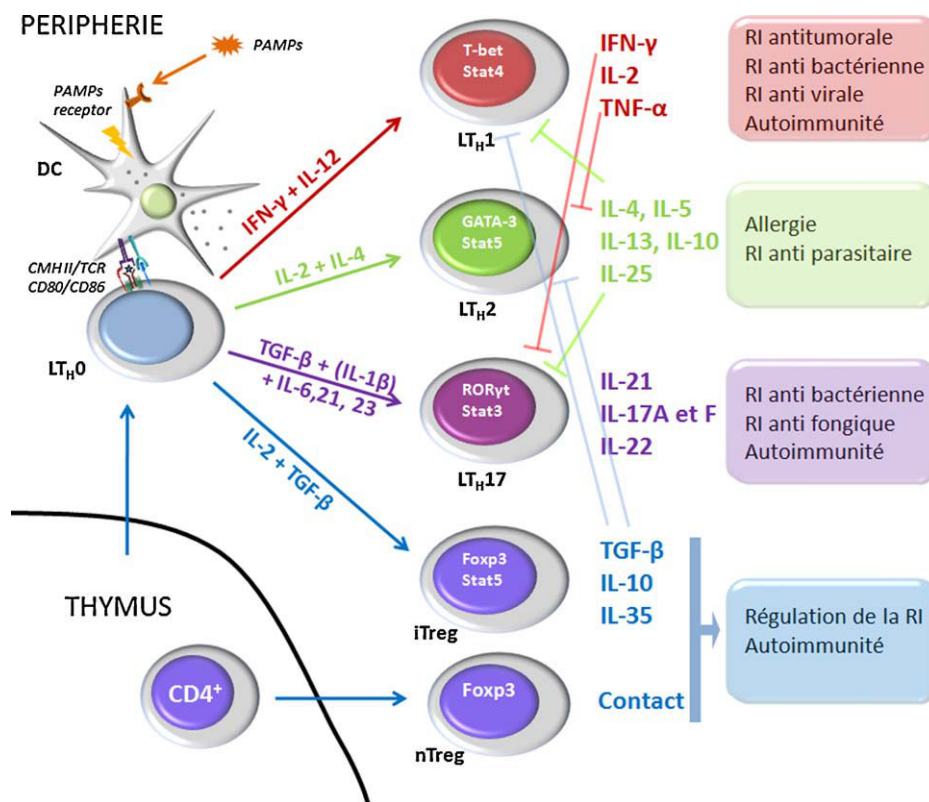 PERIPHERIE
PAMPs
PAMPs
receptor
DC
CMH II/TCR
CD80/CD86
LTH0
IFN-γ + IL-12
IL-2 + IL-4
TGF-β + (IL-1β)
+ IL-6,21, 23
IL-2 + TGF-β
THYMUS
CD4+
T-bet
Stat4
LTH1
GATA-3
Stat5
LTH2
RORγt
Stat3
LTH17
Foxp3
Stat5
iTreg
Foxp3
nTreg
IFN-γ
IL-2
TNF-α
IL-4, IL-5
IL-13, IL-10
IL-25
IL-21
IL-17A et F
IL-22
TGF-β
IL-10
IL-35
Contact
RI antitumorale
RI anti bactérienne
RI anti virale
Autoimmunité
Allergie
RI anti parasitaire
RI anti bactérienne
RI anti fongique
Autoimmunité
Régulation de la RI
Autoimmunité